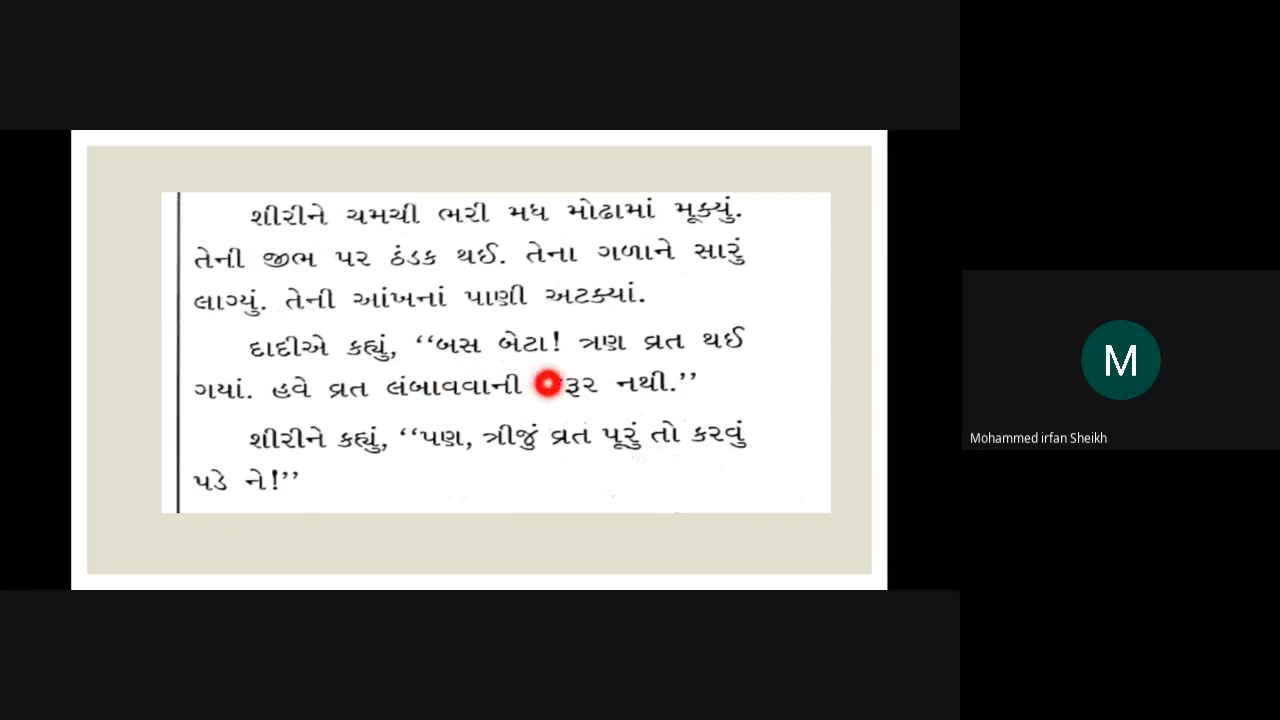 શીરીને ચમચી ભરી મધ મોઢામાં મૂક્યું.
તેની જીભ પર ઠંડક થઈ. તેના ગળાને સારું
લાગ્યું. તેની આંખનાં પાણી અટક્યાં.
દાદીએ કહ્યું, ‘‘બસ બેટા! ત્રણ વ્રત થઈ
ગયાં. હવે વ્રત લંબાવવાની નથી.’’
શીરીને કહ્યું, ‘‘પણ, ત્રીજું વ્રત પૂરું તો કરવું
પડે ને!’’
M
Mohammed irfan Sheikh